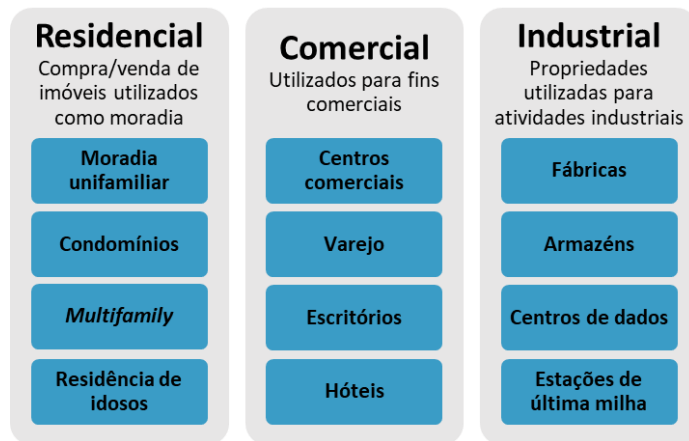 Residencial
Compra/venda de
imóveis utilizados
como moradia
Moradia
unifamiliar
Condomínios
Multifamily
Residência de
idosos
Comercial
Utilizados para fins
comerciais
Centros
comerciais
Varejo
Escritórios
Hóteis
Industrial
Propriedades
utilizadas para
atividades industriais
Fábricas
Armazéns
Centros de dados
Estações de
última milha